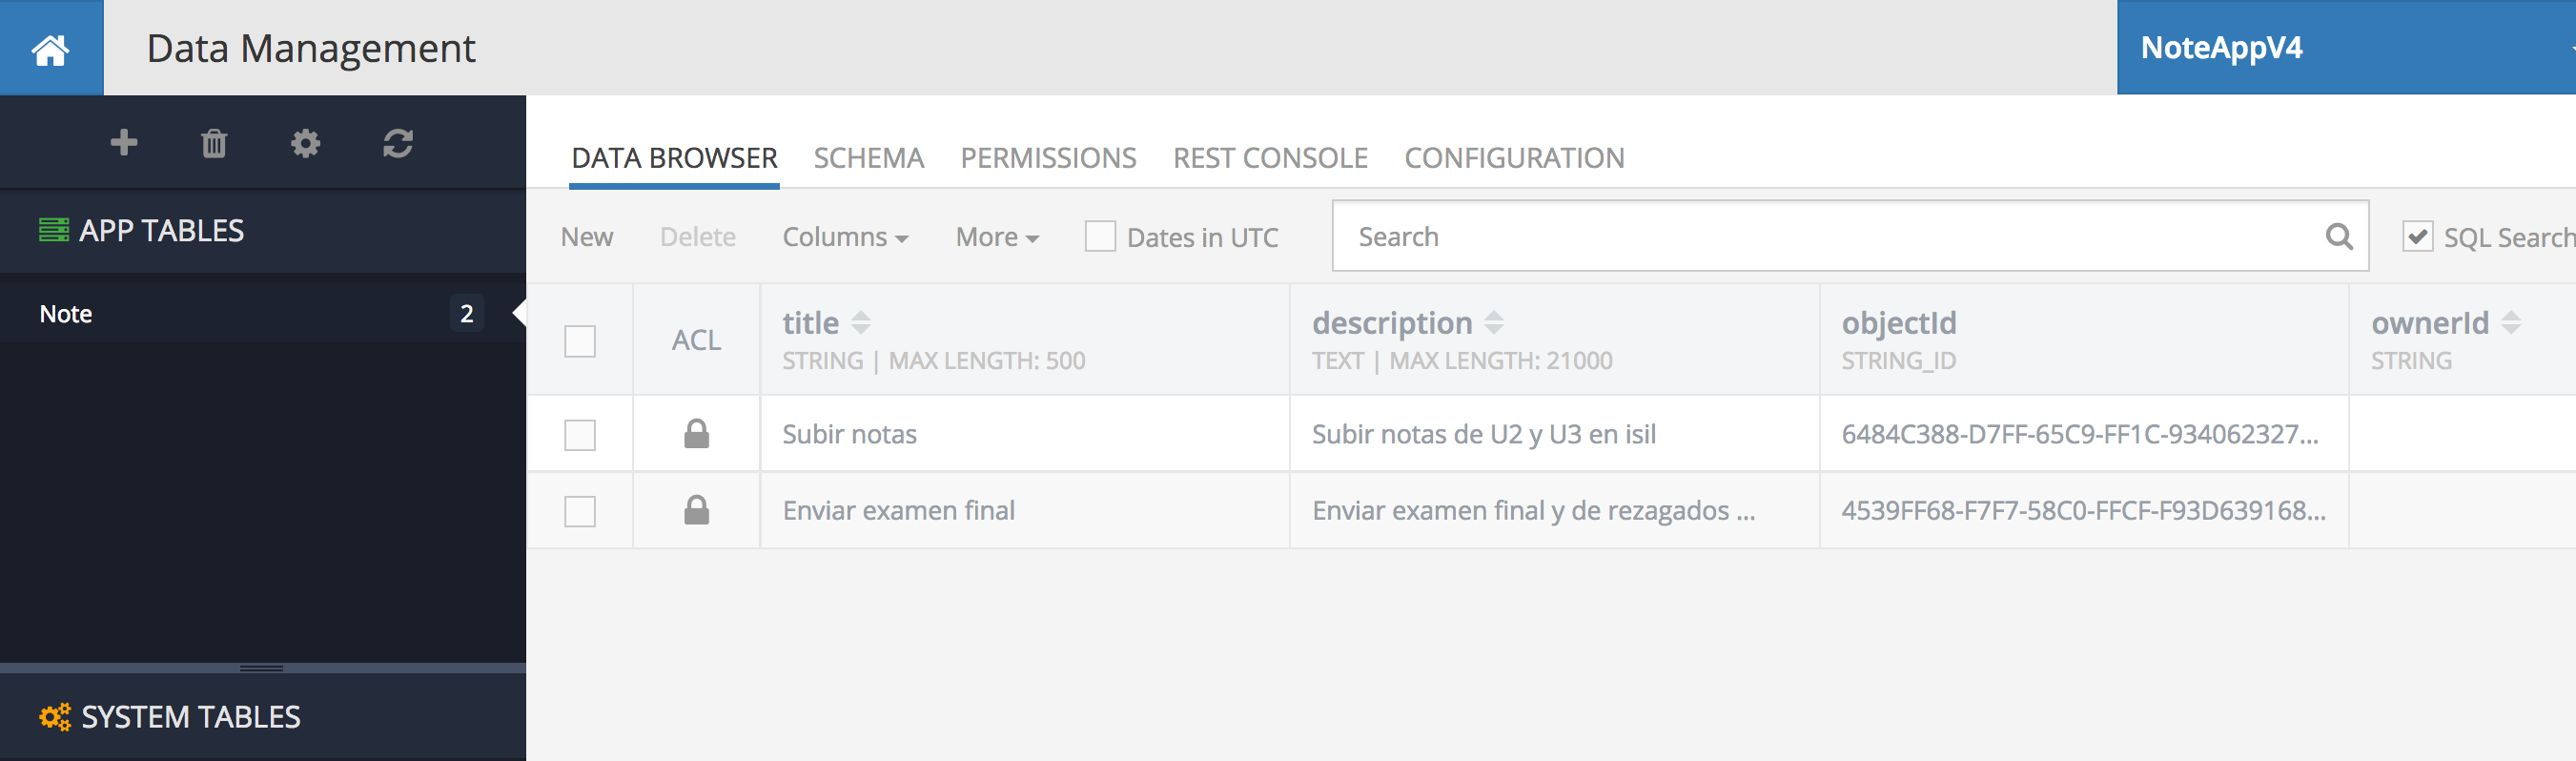 Data Management
NoteAppV4
DATA BROWSER SCHEMA PERMISSIONS REST CONSOLE CONFIGURATION
APP TABLES
New Delete Columns More Dates in UTC Search SQL Search
Note 2
ACL title description objectId ownerId
STRING | MAX LENGTH: 500 TEXT | MAX LENGTH: 21000 STRING_ID STRING
Subir notas Subir notas de U2 y U3 en isil 6484C388-D7FF-65C9-FF1C-934062327...
Enviar examen final Enviar examen final y de rezagados ... 4539FF68-F7F7-58C0-FFCF-F93D639168...
SYSTEM TABLES